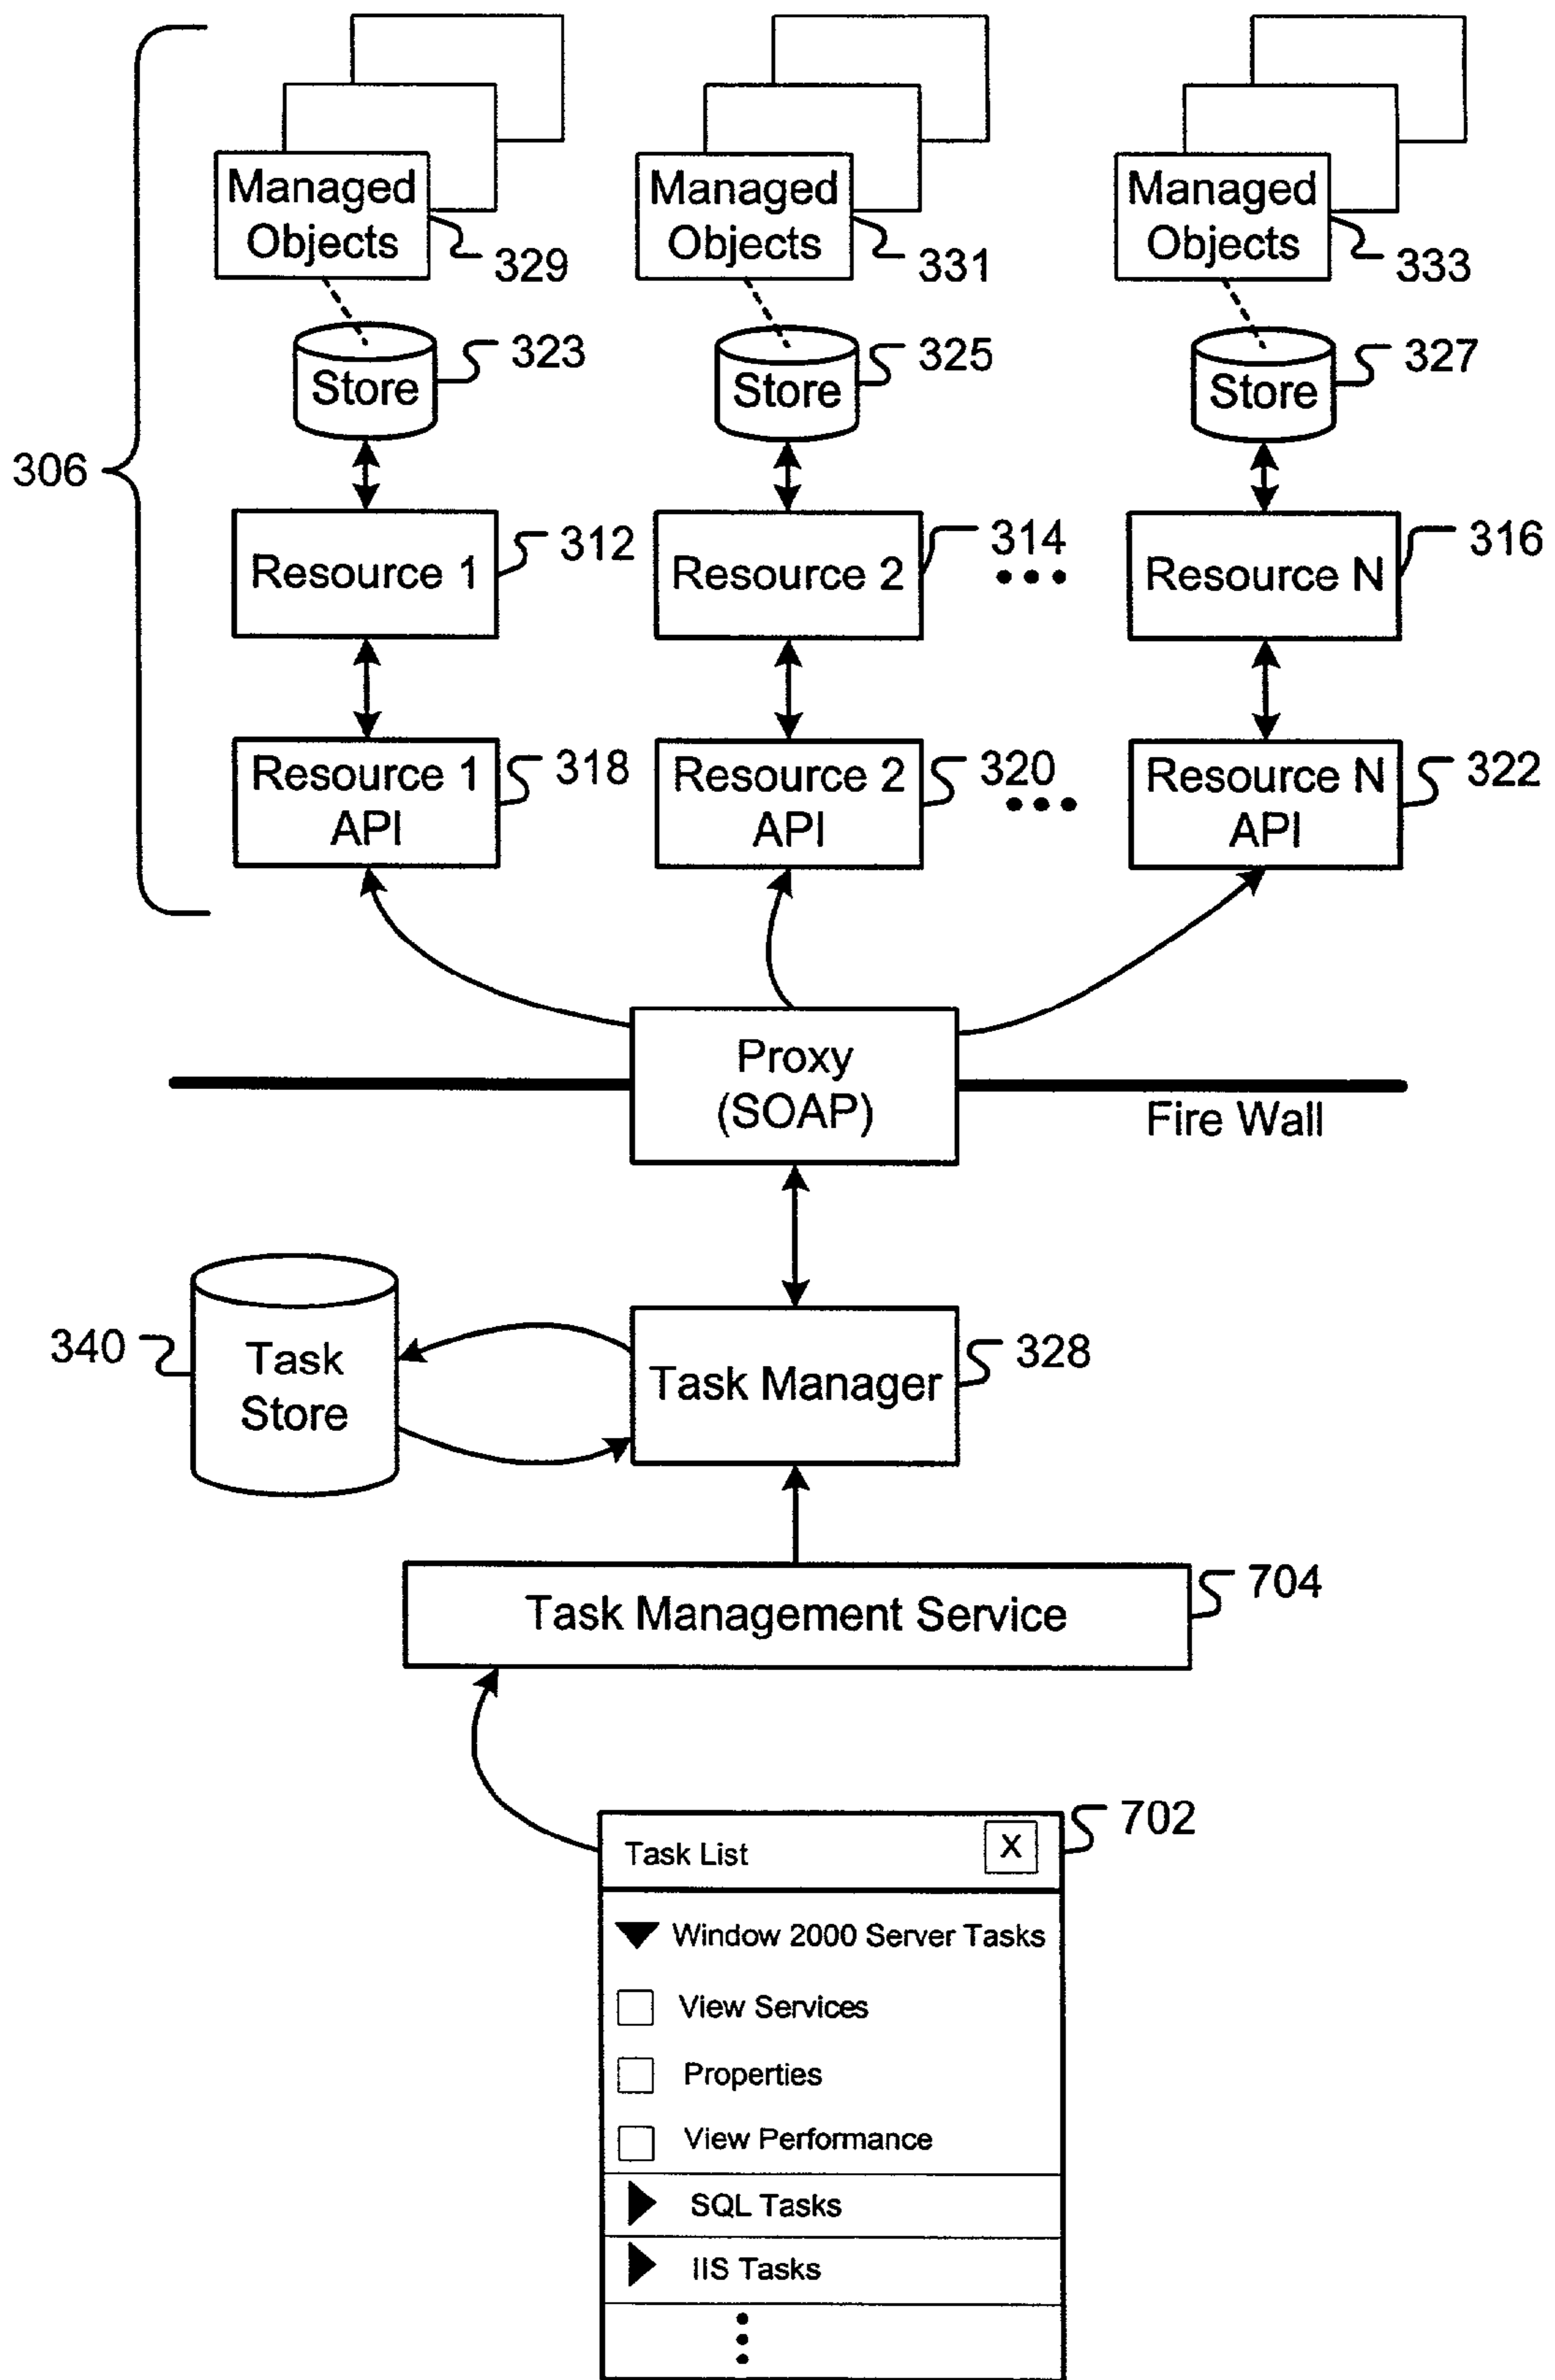 Managed
Objects
329
Managed
Objects
331
Managed
Objects
333
Store
323
Store
325
Store
327
306
Resource 1
312
Resource 2
314
Resource N
316
Resource 1
API
318
Resource 2
API
320
Resource N
API
322
Proxy
(SOAP)
Fire Wall
340
Task
Store
Task Manager
328
Task Management Service
704
Task List
X
702
Window 2000 Server Tasks
View Services
Properties
View Performance
SQL Tasks
IIS Tasks